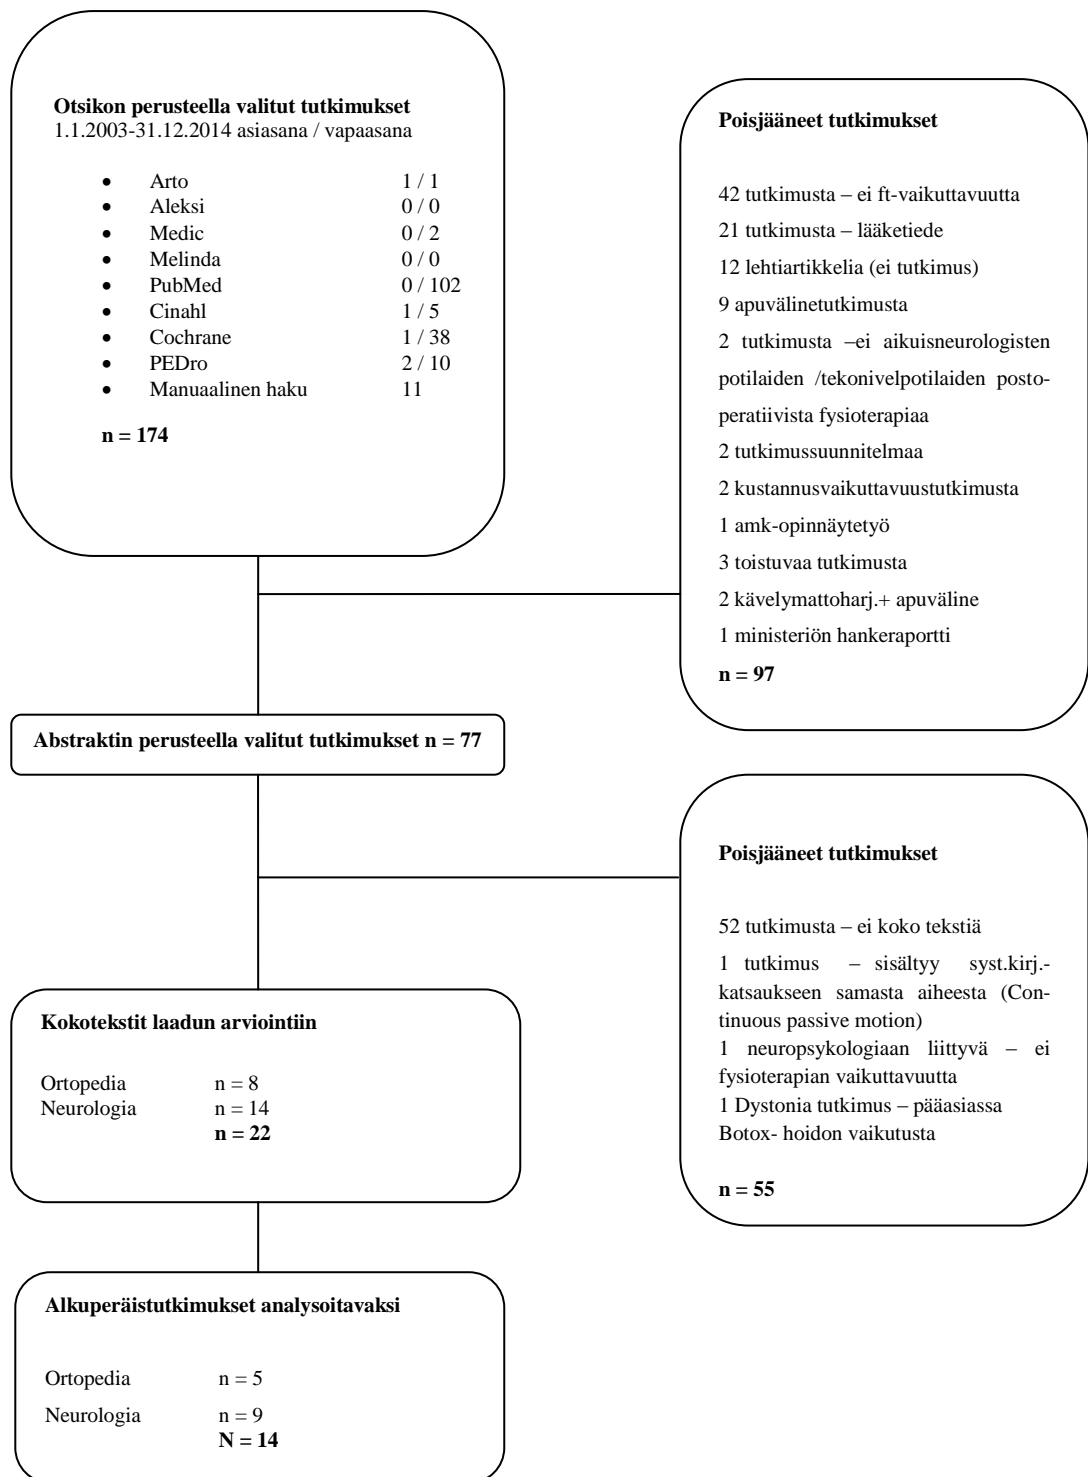 Otsikon perusteella valitut tutkimukset
1.1.2003-31.12.2014 asiasana / vapaasana
• Arto 1 / 1
• Aleksi 0 / 0
• Medic 0 / 2
• Melinda 0 / 0
• PubMed 0 / 102
• Cinahl 1 / 5
• Cochrane 1 / 38
• PEDro 2 / 10
• Manuaalinen haku 11
n = 174
Poisjääneet tutkimukset
42 tutkimusta – ei ft-vaikuttavuutta
21 tutkimusta – lääketiede
12 lehtiartikkelia (ei tutkimus)
9 apuvälinetutkimusta
2 tutkimusta –ei aikuisneurologisten
potilaiden /tekonivelpotilaiden posto-
peratiivista fysioterapiaa
2 tutkimussuunnitelmaa
2 kustannusvaikuttavuustutkimusta
1 amk-opinnäytetyö
3 toistuvaa tutkimusta
2 kävelymattoharj.+ apuväline
1 ministeriön hankeraportti
n = 97
Abstraktin perusteella valitut tutkimukset n = 77
Poisjääneet tutkimukset
52 tutkimusta – ei koko tekstiä
1 tutkimus – sisältyy syst.kirj.-
katsaukseen samasta aiheesta (Con-
tinuous passive motion)
1 neuropsykologiaan liittyvä – ei
fysioterapian vaikuttavuutta
1 Dystonia tutkimus – pääasiassa
Botox- hoidon vaikutusta
n = 55
Kokotekstit laadun arviointiin
Ortopedia n = 8
Neurologia n = 14
n = 22
Alkuperäistutkimukset analysoitavaksi
Ortopedia n = 5
Neurologia n = 9
N = 14